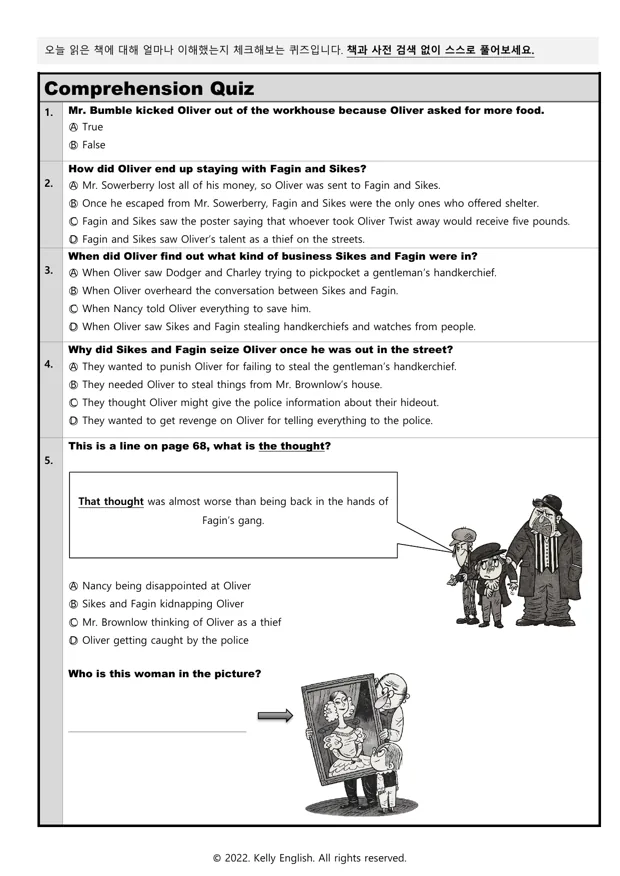 오늘 읽은 책에 대해 얼마나 이해했는지 체크해보는 퀴즈입니다. 책과 사전 검색 없이 스스로 풀어보세요.
Comprehension Quiz
1. Mr. Bumble kicked Oliver out of the workhouse because Oliver asked for more food.
Ⓐ True
Ⓑ False
How did Oliver end up staying with Fagin and Sikes?
2. Ⓐ Mr. Sowerberry lost all of his money, so Oliver was sent to Fagin and Sikes.
Ⓑ Once he escaped from Mr. Sowerberry, Fagin and Sikes were the only ones who offered shelter.
Ⓒ Fagin and Sikes saw the poster saying that whoever took Oliver Twist away would receive five pounds.
Ⓓ Fagin and Sikes saw Oliver's talent as a thief on the streets.
When did Oliver find out what kind of business Sikes and Fagin were in?
3. Ⓐ When Oliver saw Dodger and Charley trying to pickpocket a gentleman's handkerchief.
Ⓑ When Oliver overheard the conversation between Sikes and Fagin.
Ⓒ When Nancy told Oliver everything to save him.
Ⓓ When Oliver saw Sikes and Fagin stealing handkerchiefs and watches from people.
Why did Sikes and Fagin seize Oliver once he was out in the street?
4. Ⓐ They wanted to punish Oliver for failing to steal the gentleman's handkerchief.
Ⓑ They needed Oliver to steal things from Mr. Brownlow's house.
Ⓒ They thought Oliver might give the police information about their hideout.
Ⓓ They wanted to get revenge on Oliver for telling everything to the police.
This is a line on page 68, what is the thought?
5.
That thought was almost worse than being back in the hands of
Fagin's gang.
Ⓐ Nancy being disappointed at Oliver
Ⓑ Sikes and Fagin kidnapping Oliver
Ⓒ Mr. Brownlow thinking of Oliver as a thief
Ⓓ Oliver getting caught by the police
Who is this woman in the picture?
© 2022. Kelly English. All rights reserved.